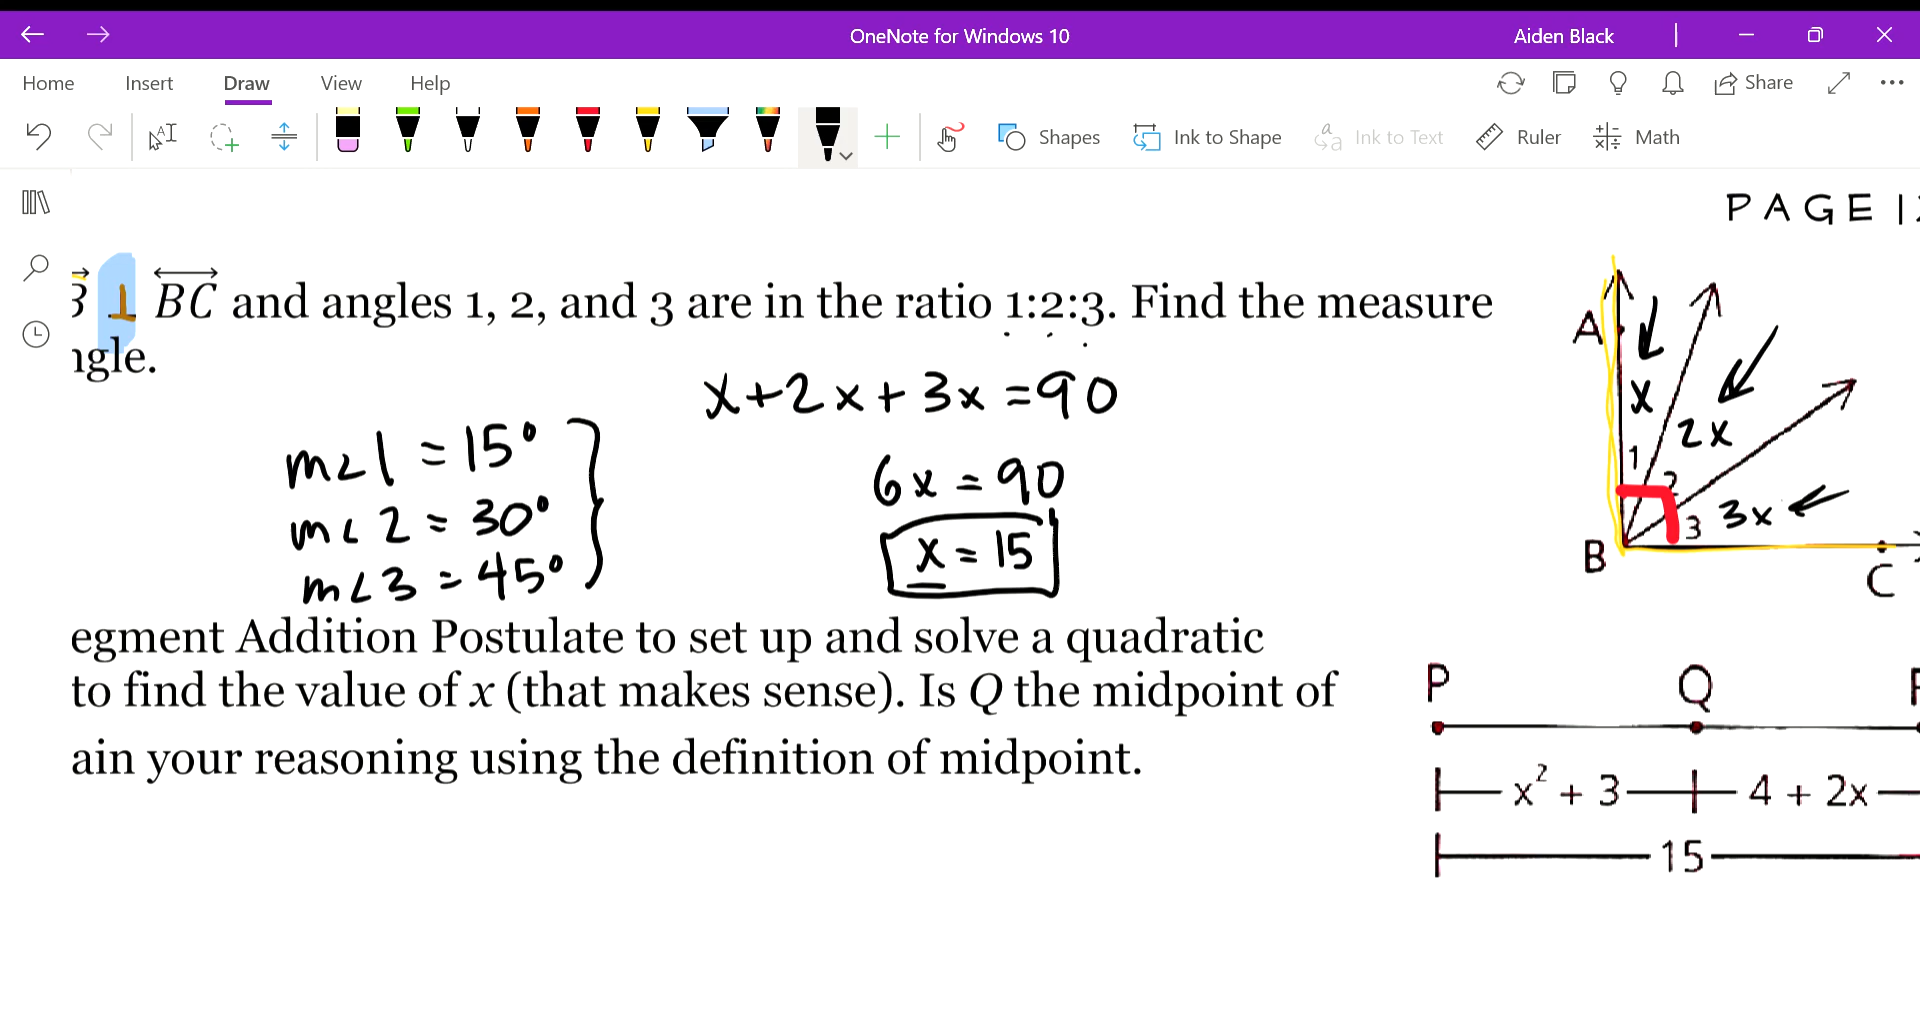 OneNote for Windows 10
Aiden Black
Home Insert Draw View Help
Share
Shapes Ink to Shape Ink to Text Ruler Math
PAGE
⊥ BC and angles 1, 2, and 3 are in the ratio 1:2:3. Find the measure
ngle.
x+2x+3x=90
6x=90
x=15
m∠1=15°
m∠2=30°
m∠3=45°
A
x
2x
1
2
3 3x
B
C
egment Addition Postulate to set up and solve a quadratic
to find the value of x (that makes sense). Is Q the midpoint of
ain your reasoning using the definition of midpoint.
P Q
x² + 3 4 + 2x
15